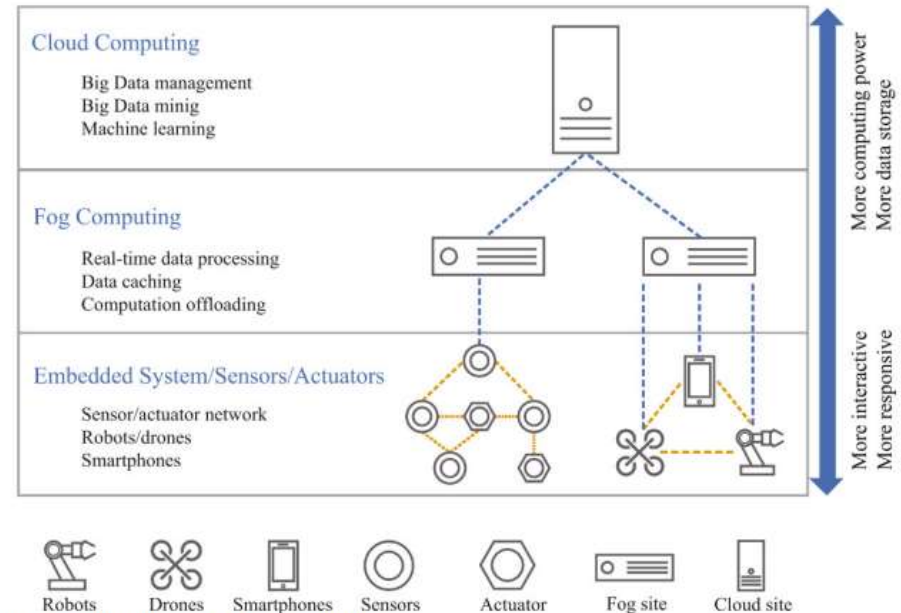 Cloud Computing
Big Data management
Big Data minig
Machine learning
Fog Computing
Real-time data processing
Data caching
Computation offloading
Embedded System/Sensors/Actuators
Sensor/actuator network
Robots/drones
Smartphones
More computing power
More data storage
More interactive
More responsive
Robots Drones Smartphones Sensors Actuator Fog site Cloud site